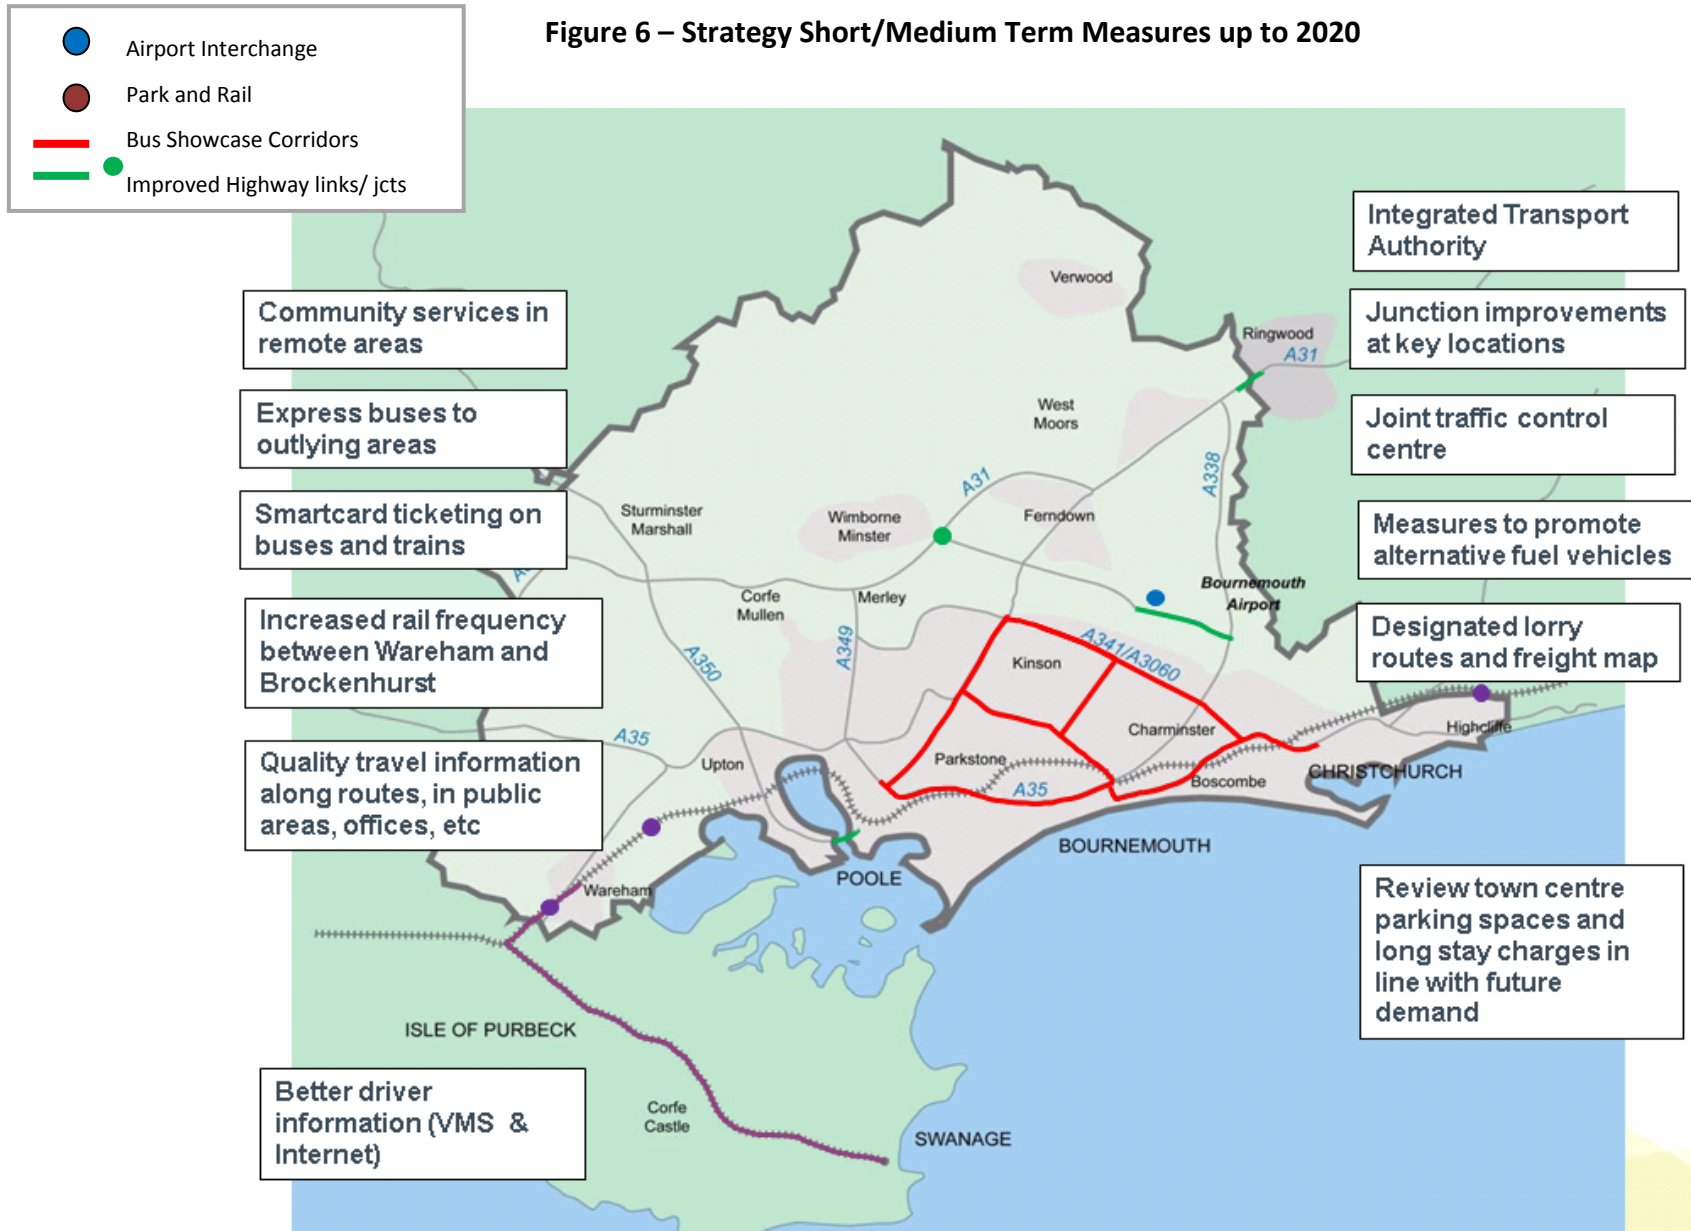 Figure 6 – Strategy Short/Medium Term Measures up to 2020
Airport Interchange
Park and Rail
Bus Showcase Corridors
Improved Highway links/ jcts
Community services in
remote areas
Express buses to
outlying areas
Smartcard ticketing on
buses and trains
Increased rail frequency
between Wareham and
Brockenhurst
Quality travel information
along routes, in public
areas, offices, etc
Better driver
information (VMS & 
Internet)
Integrated Transport
Authority
Junction improvements
at key locations
Joint traffic control
centre
Measures to promote
alternative fuel vehicles
Designated lorry
routes and freight map
Review town centre
parking spaces and
long stay charges in
line with future
demand
Verwood
Ringwood
A31
West
Moors
A338
A31
Sturminster
Marshall
Wimborne
Minster
Ferndown
Bournemouth
Airport
Corfe
Mullen
Merley
A349
A350
Kinson
A341/A3060
Charminster
Highcliffe
A35
Upton
Parkstone
A35
Boscombe
CHRISTCHURCH
BOURNEMOUTH
POOLE
Wareham
ISLE OF PURBECK
Corfe
Castle
SWANAGE